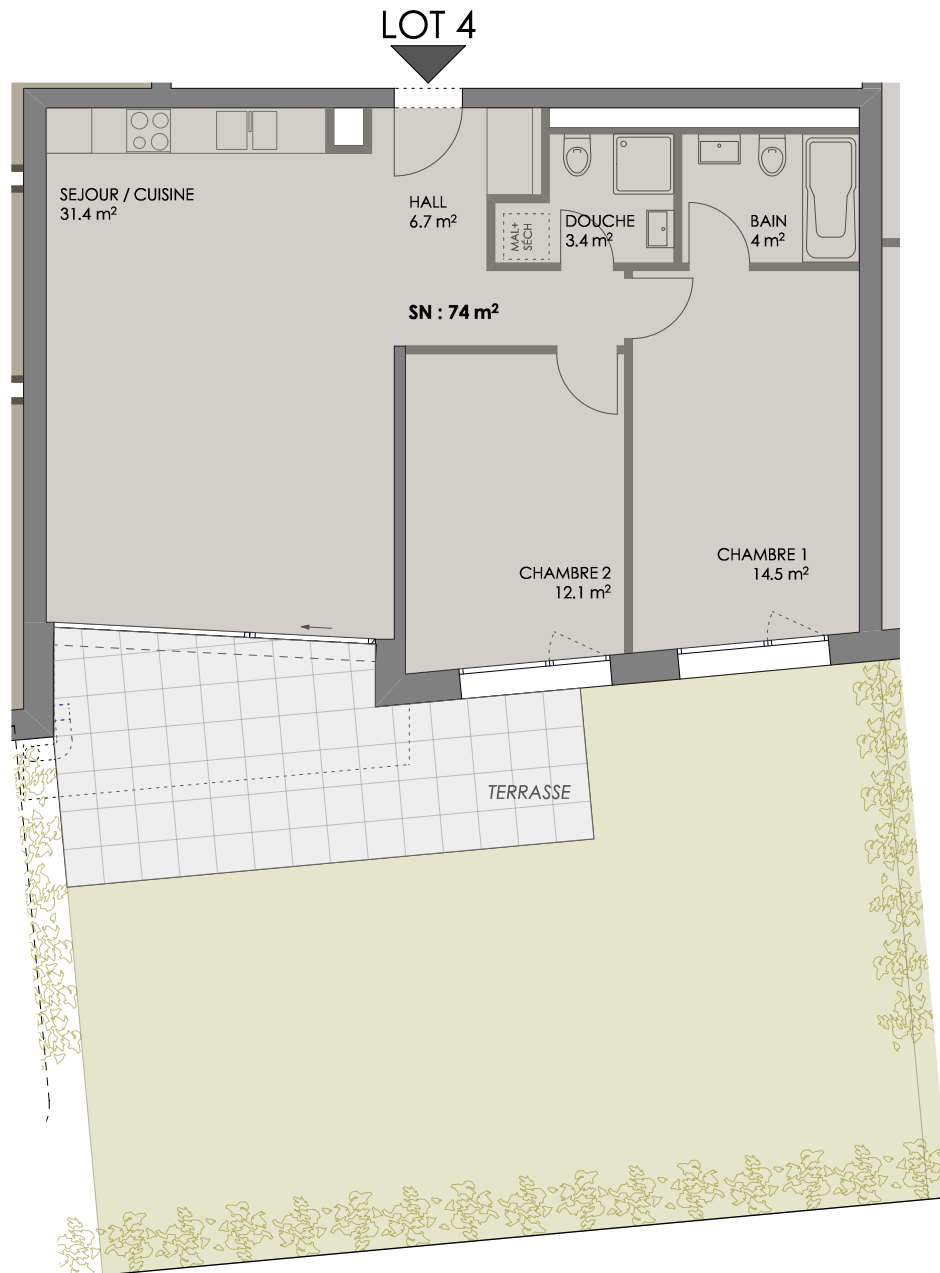 LOT 4
SEJOUR / CUISINE
31.4 m²
HALL
6.7 m²
MAL+
SÉCH
DOUCHE
3.4 m²
BAIN
4 m²
SN : 74 m²
CHAMBRE 2
12.1 m²
CHAMBRE 1
14.5 m²
TERRASSE